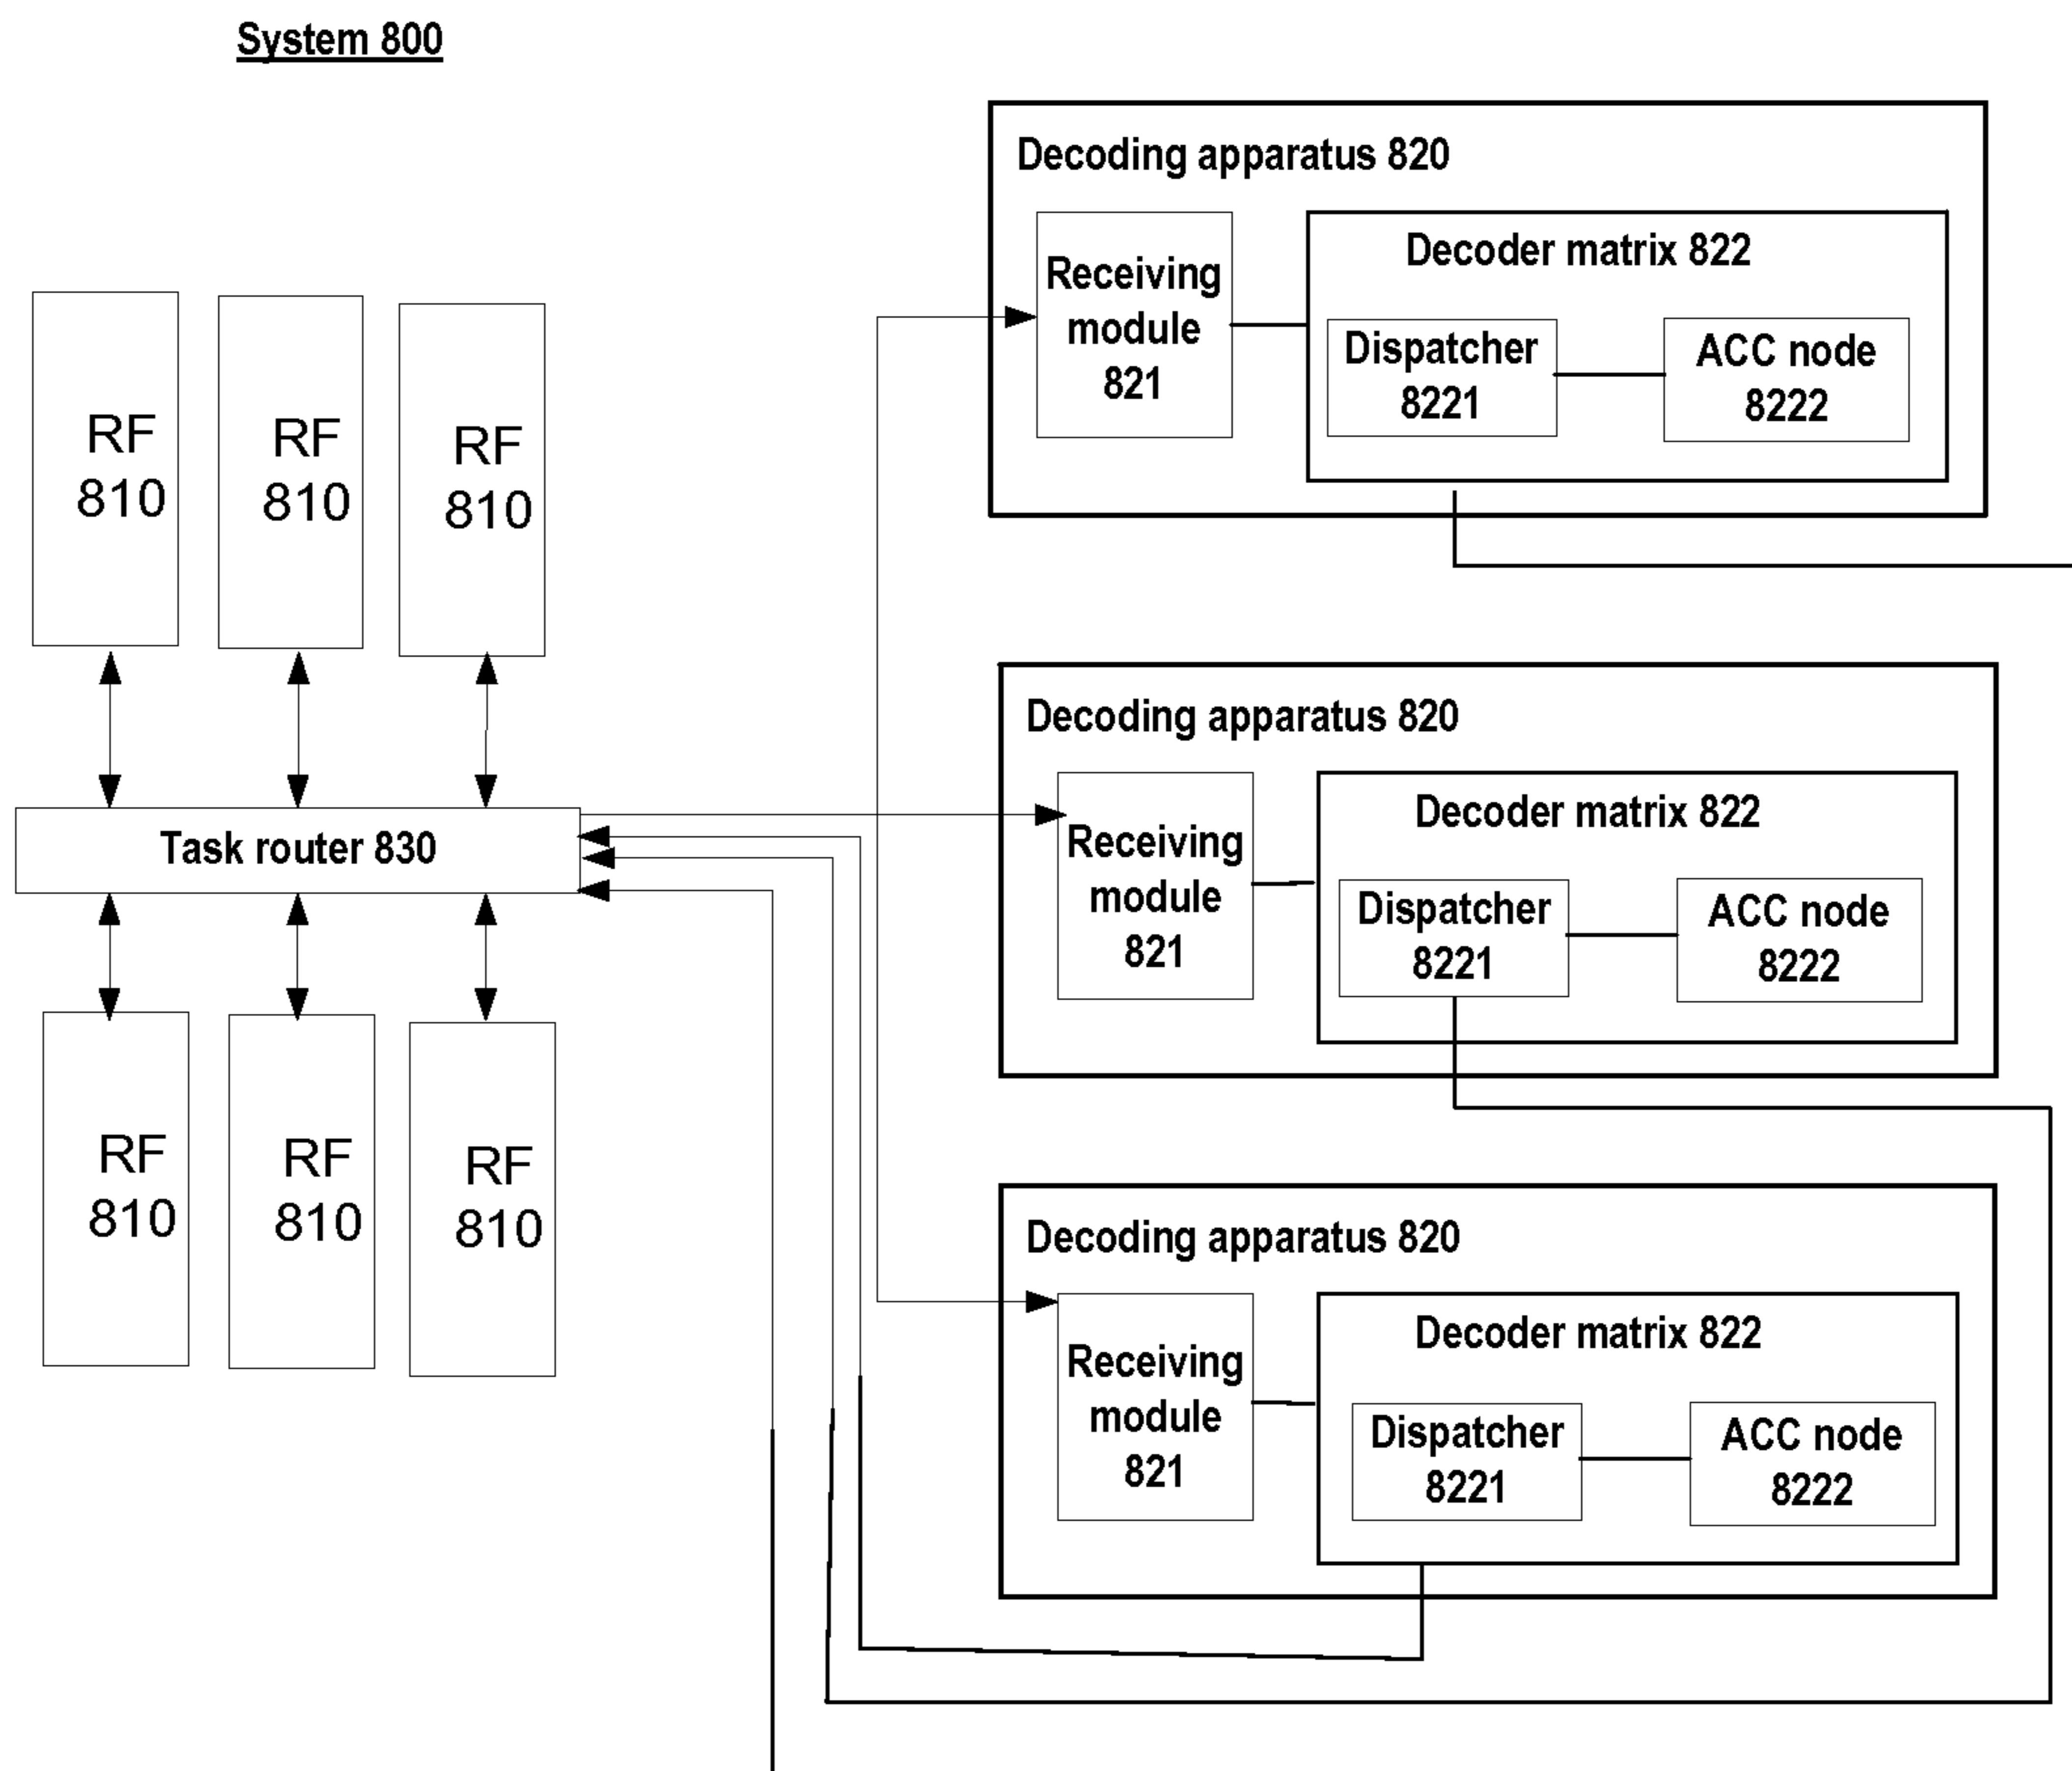 System 800
RF
810
RF
810
RF
810
Task router 830
RF
810
RF
810
RF
810
Decoding apparatus 820
Receiving
module
821
Decoder matrix 822
Dispatcher
8221
ACC node
8222
Decoding apparatus 820
Receiving
module
821
Decoder matrix 822
Dispatcher
8221
ACC node
8222
Decoding apparatus 820
Receiving
module
821
Decoder matrix 822
Dispatcher
8221
ACC node
8222